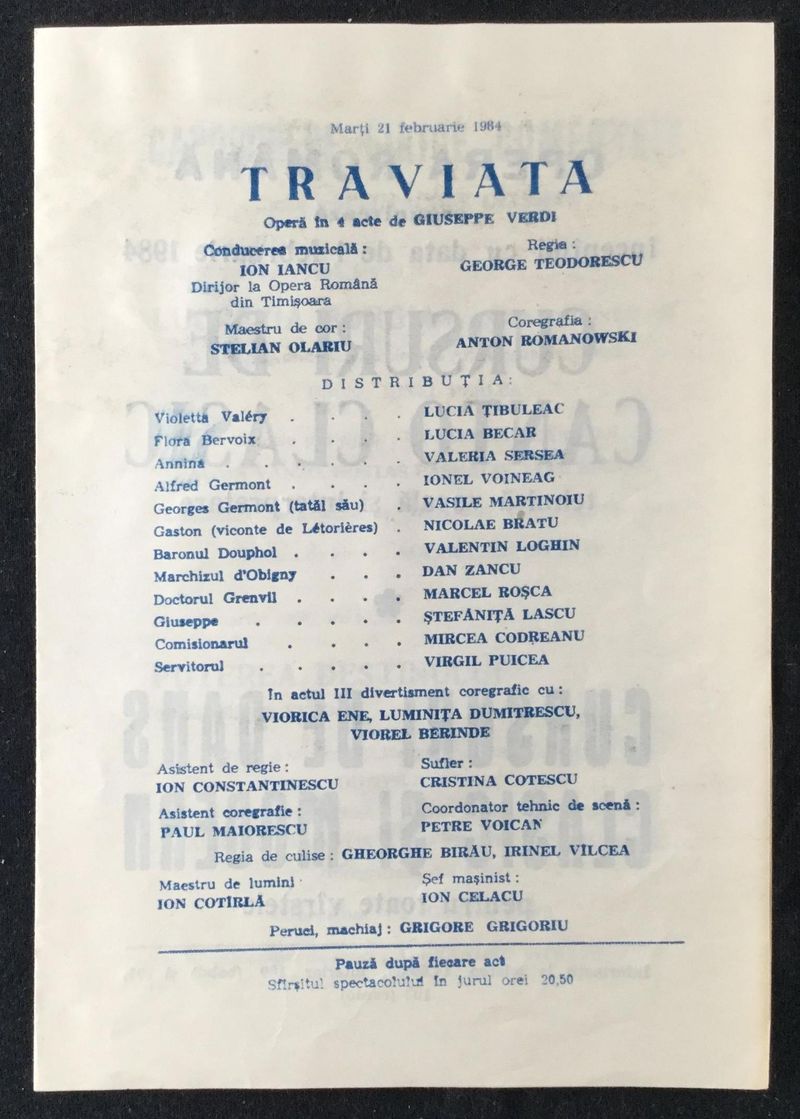 Marți 21 februarie 1984
TRAVIATA
Operă în 4 acte de GIUSEPPE VERDI
Conducerea muzicală :
ION IANCU
Dirijor la Opera Română
din Timișoara
Regia :
GEORGE TEODORESCU
Maestru de cor :
STELIAN OLARIU
Coregrafia :
ANTON ROMANOWSKI
DISTRIBUȚIA:
Violetta Valéry . . . . LUCIA ȚIBULEAC
Flora Bervoix . . . . LUCIA BECAR
Annina . . . . . VALERIA SERSEA
Alfred Germont . . . . IONEL VOINEAG
Georges Germont (tatăl său) . VASILE MARTINOIU
Gaston (viconte de Létorières) . NICOLAE BRATU
Baronul Douphol . . . . VALENTIN LOGHIN
Marchizul d'Obigny . . . DAN ZANCU
Doctorul Grenvil . . . . MARCEL ROȘCA
Giuseppe . . . . . ȘTEFĂNIȚĂ LASCU
Comisionarul . . . . MIRCEA CODREANU
Servitorul . . . . . VIRGIL PUICEA
În actul III divertisment coregrafic cu :
VIORICA ENE, LUMINIȚA DUMITRESCU,
VIOREL BERINDE
Asistent de regie :
ION CONSTANTINESCU
Sufler :
CRISTINA COTESCU
Asistent coregrafie :
PAUL MAIORESCU
Coordonator tehnic de scenă :
PETRE VOICAN
Regia de culise : GHEORGHE BIRĂU, IRINEL VÎLCEA
Maestru de lumini
ION COTÎRLĂ
Șef mașinist :
ION CELACU
Peruci, machiaj : GRIGORE GRIGORIU
Pauză după fiecare act
Sfîrșitul spectacolului în jurul orei 20,50